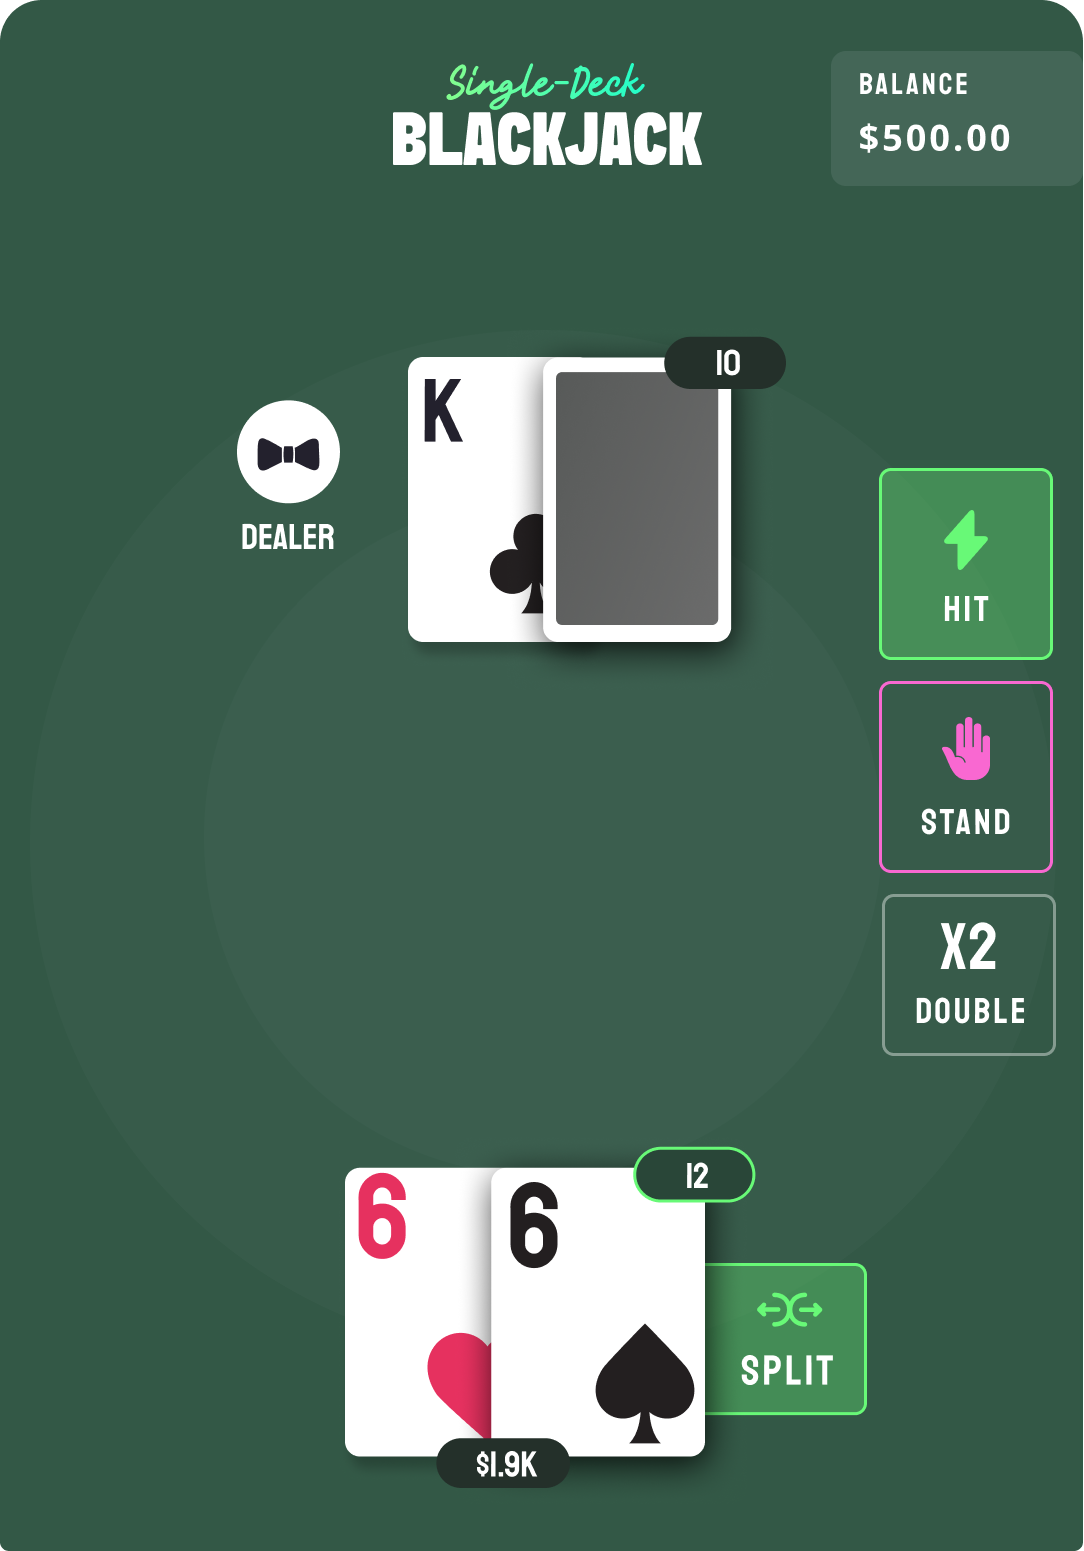 Single-Deck
BLACKJACK
BALANCE
$500.00
10
K
DEALER
HIT
STAND
X2
DOUBLE
12
6
6
SPLIT
$1.9K